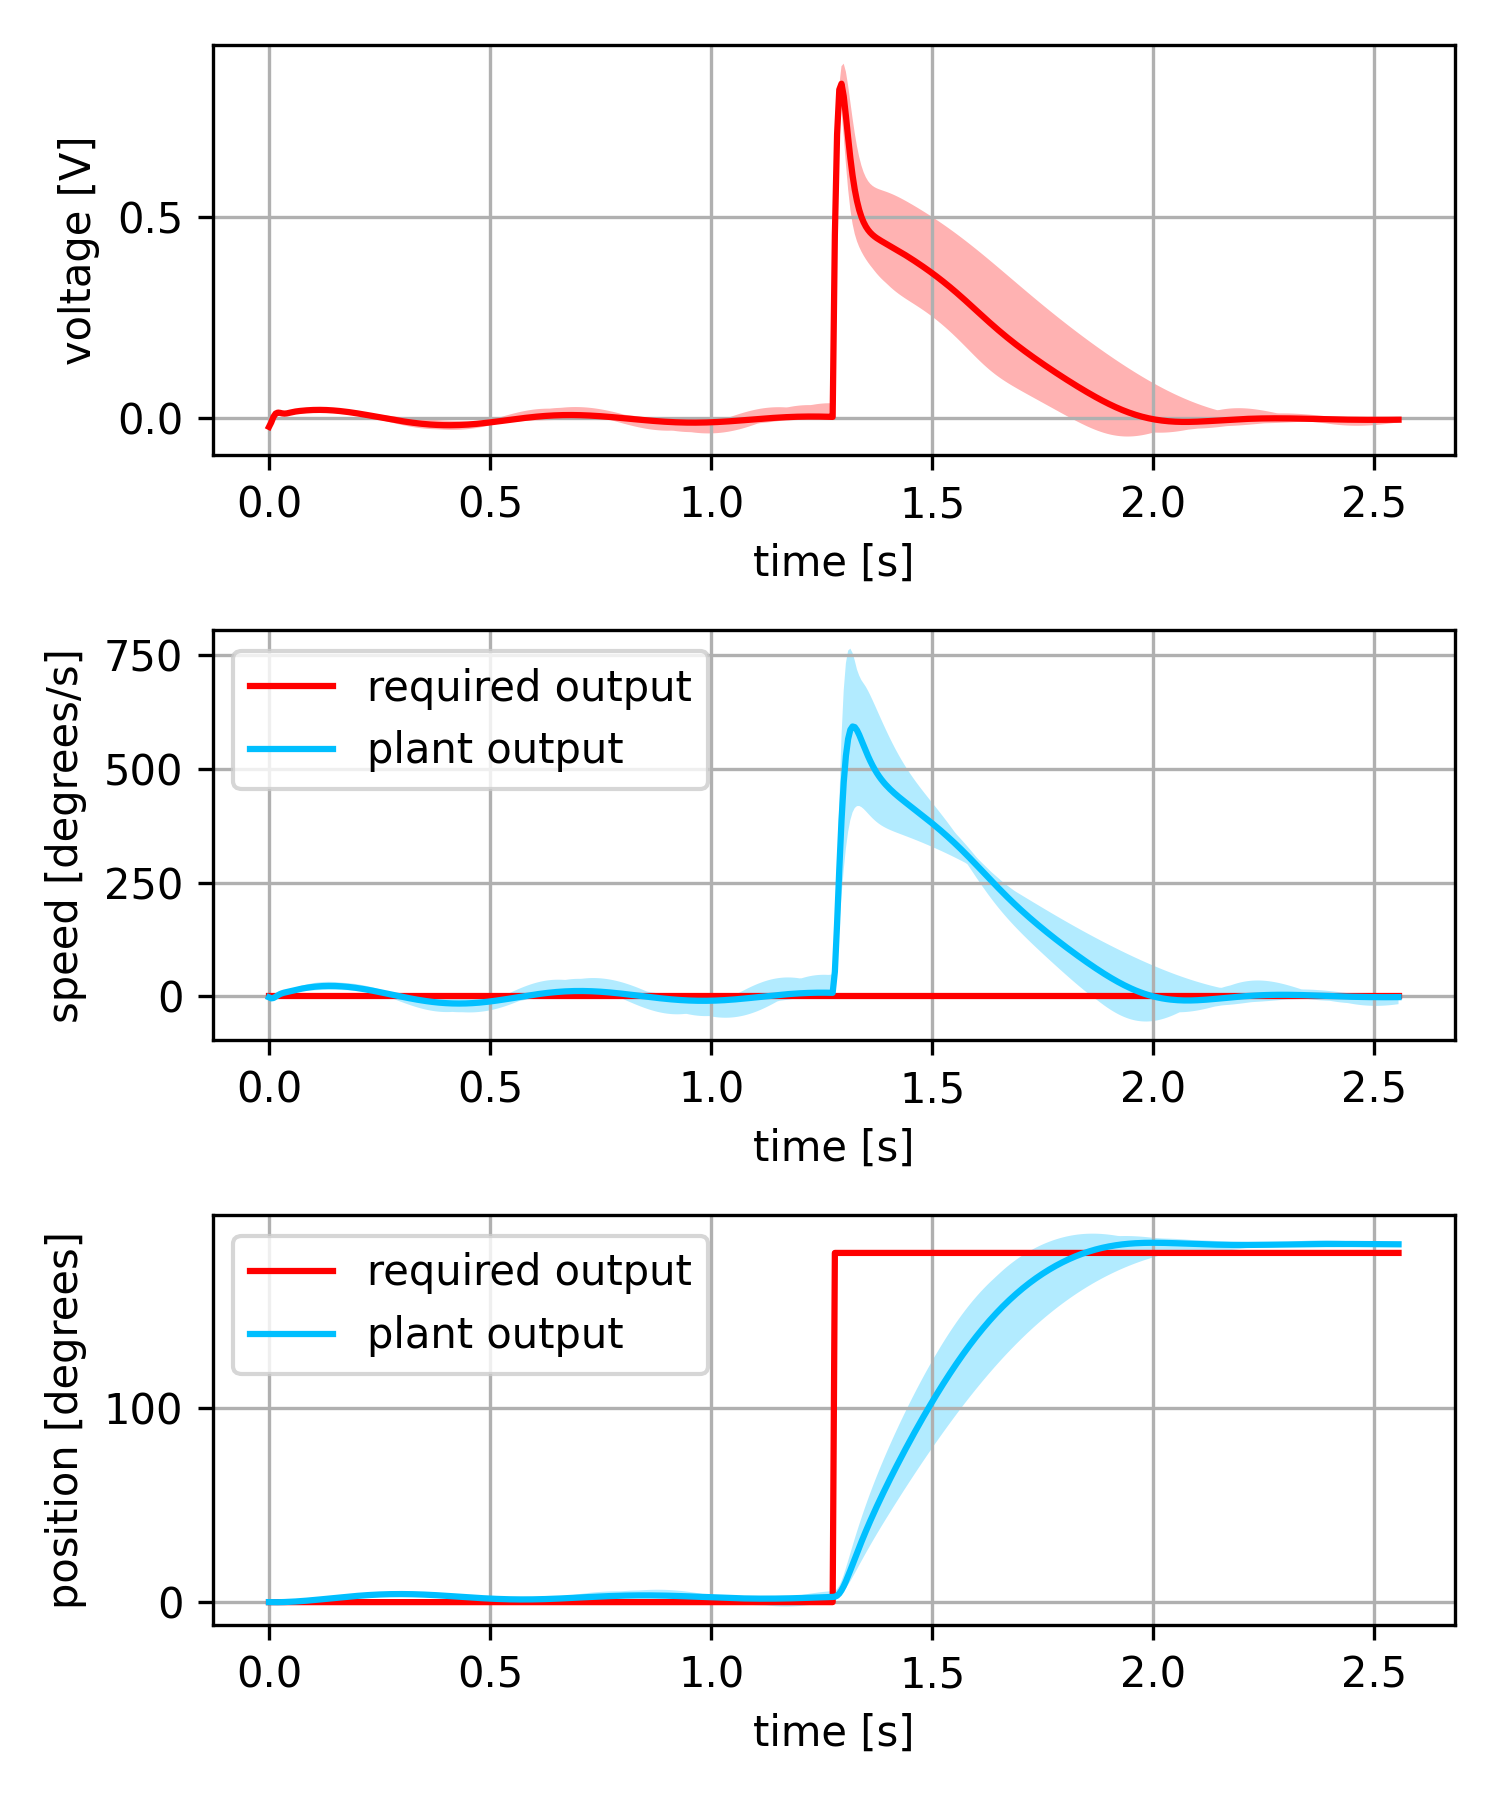 voltage [V]
0.5
0.0
0.0 0.5 1.0 1.5 2.0 2.5
time [s]
speed [degrees/s]
750
500
250
0
required output
plant output
0.0 0.5 1.0 1.5 2.0 2.5
time [s]
position [degrees]
100
0
required output
plant output
0.0 0.5 1.0 1.5 2.0 2.5
time [s]